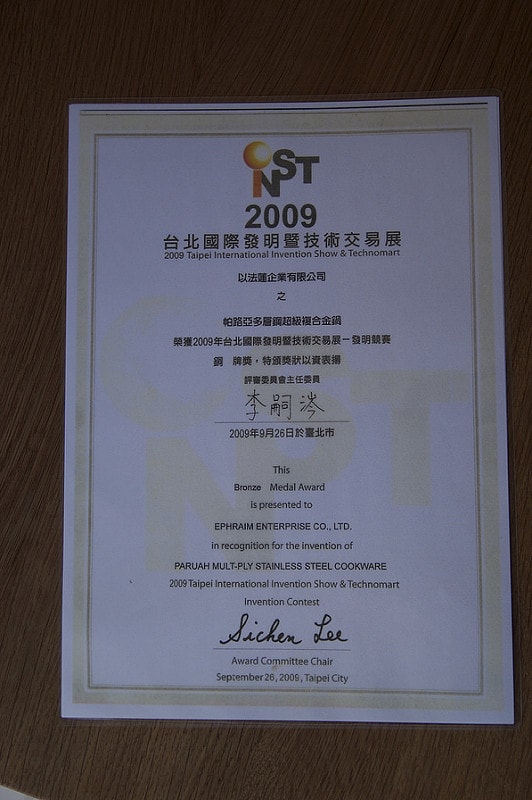 INST
2009
台北國際發明暨技術交易展
2009 Taipei International Invention Show & Technomart
以法蓮企業有限公司
之
帕路亞多層鋼超級複合金鍋
榮獲2009年台北國際發明暨技術交易展－發明競賽
銅 牌獎，特頒獎狀以資表揚
評審委員會主任委員
李嗣涔
2009年9月26日於臺北市
This
Bronze Medal Award
is presented to
EPHRAIM ENTERPRISE CO., LTD.
in recognition for the invention of
PARUAH MULT-PLY STAINLESS STEEL COOKWARE
2009 Taipei International Invention Show & Technomart
Invention Contest
Sichen Lee
Award Committee Chair
September 26, 2009, Taipei City